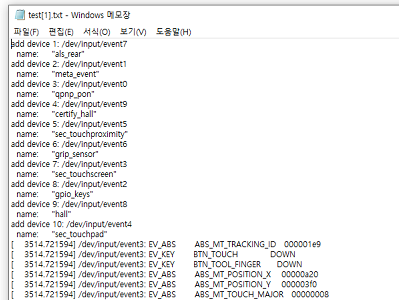 test[1].txt - Windows 메모장
파일(F) 편집(E) 서식(O) 보기(V) 도움말(H)
add device 1: /dev/input/event7
name: "als_rear"
add device 2: /dev/input/event1
name: "meta_event"
add device 3: /dev/input/event0
name: "qpnp_pon"
add device 4: /dev/input/event9
name: "certify_hall"
add device 5: /dev/input/event5
name: "sec_touchproximity"
add device 6: /dev/input/event6
name: "grip_sensor"
add device 7: /dev/input/event3
name: "sec_touchscreen"
add device 8: /dev/input/event2
name: "gpio_keys"
add device 9: /dev/input/event8
name: "hall"
add device 10: /dev/input/event4
name: "sec_touchpad"
[ 3514.721594] /dev/input/event3: EV_ABS ABS_MT_TRACKING_ID 000001e9
[ 3514.721594] /dev/input/event3: EV_KEY BTN_TOUCH DOWN
[ 3514.721594] /dev/input/event3: EV_KEY BTN_TOOL_FINGER DOWN
[ 3514.721594] /dev/input/event3: EV_ABS ABS_MT_POSITION_X 00000a20
[ 3514.721594] /dev/input/event3: EV_ABS ABS_MT_POSITION_Y 000003f0
[ 3514.721594] /dev/input/event3: EV_ABS ABS_MT_TOUCH_MAJOR 00000008